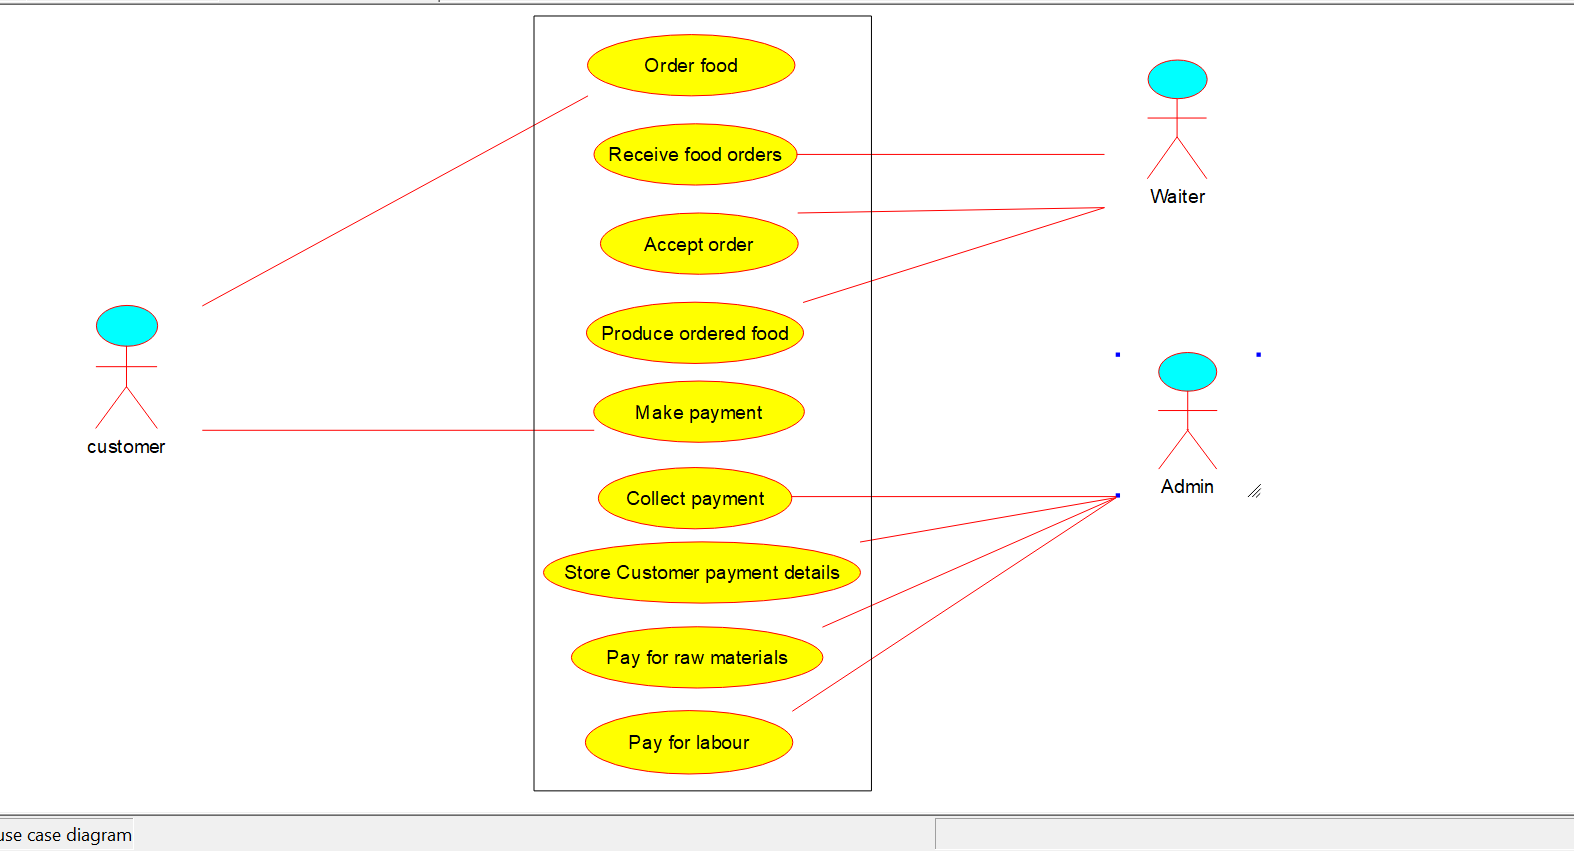 Order food
Receive food orders
Waiter
Accept order
Produce ordered food
Make payment
customer
Collect payment
Admin
Store Customer payment details
Pay for raw materials
Pay for labour
use case diagram